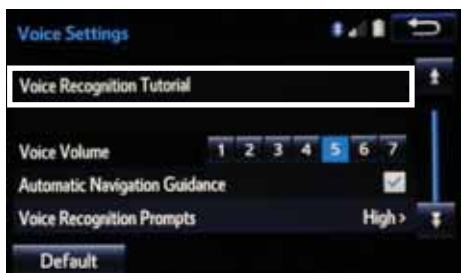 Voice Settings
Voice Recognition Tutorial
Voice Volume 1 2 3 4 5 6 7
Automatic Navigation Guidance
Voice Recognition Prompts High >
Default